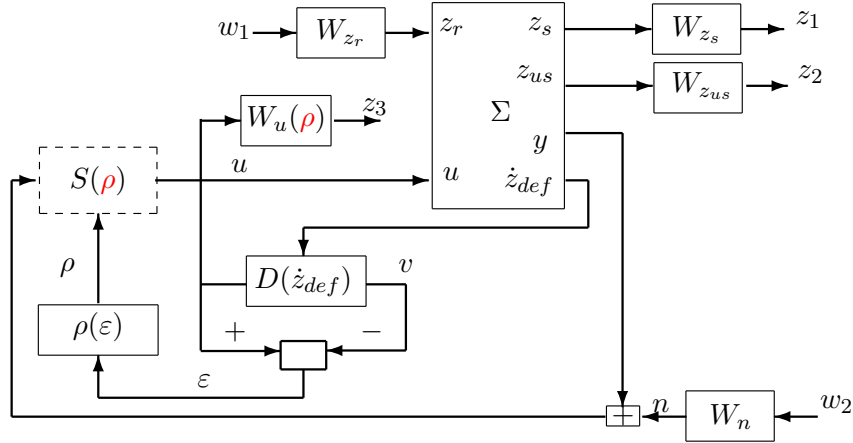 w₁
W_{z_r}
z_r
z_s
W_{z_s}
z₁
z_{us}
W_{z_{us}}
z₂
Σ
W_u(ρ)
z₃
y
S(ρ)
u
u
ż_{def}
ρ
D(ż_{def})
v
ρ(ε)
+
−
ε
+
n
W_n
w₂